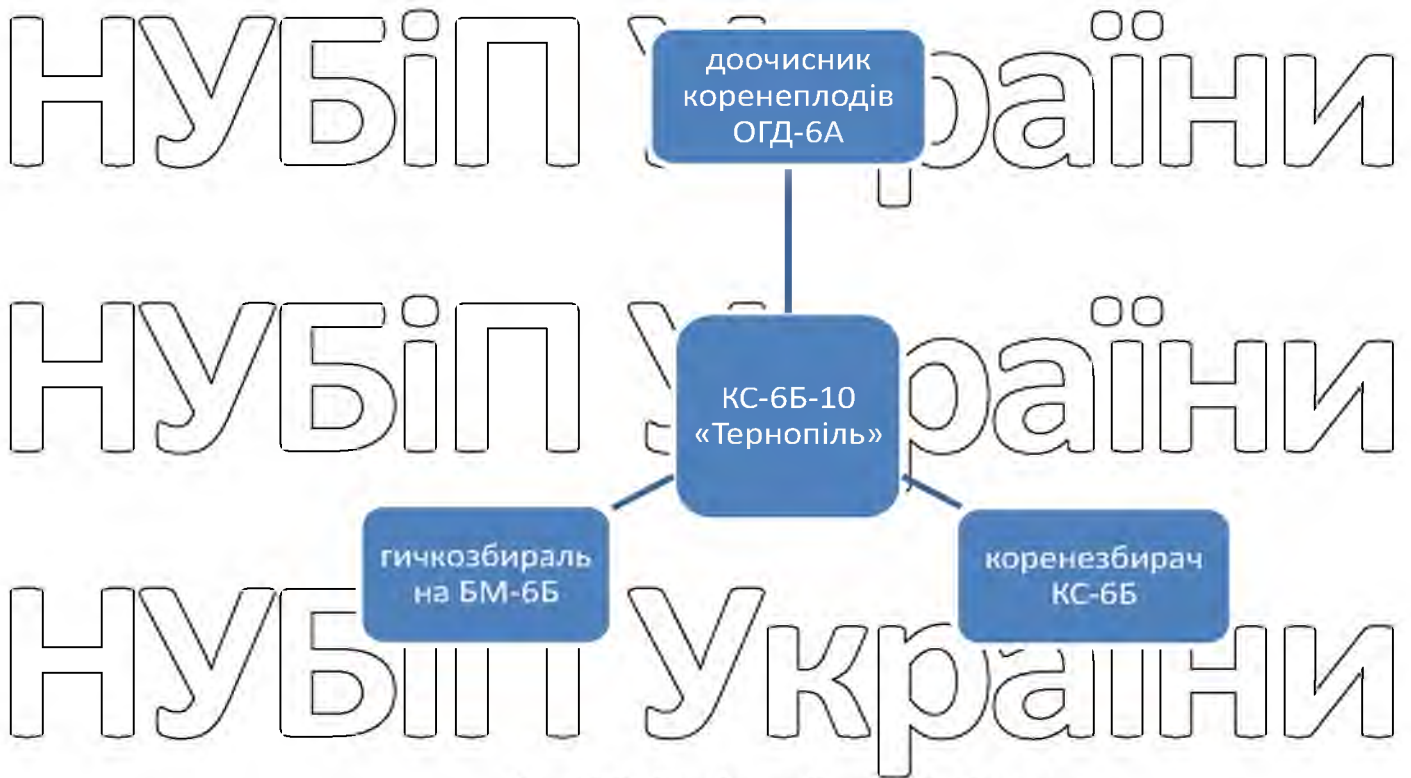 НУБіП України
доочисник
коренеплодів
ОГД-6А
НУБіП України
КС-6Б-10
«Тернопіль»
гичкозбираль
на БМ-6Б
коренезбирач
КС-6Б
НУБіП України